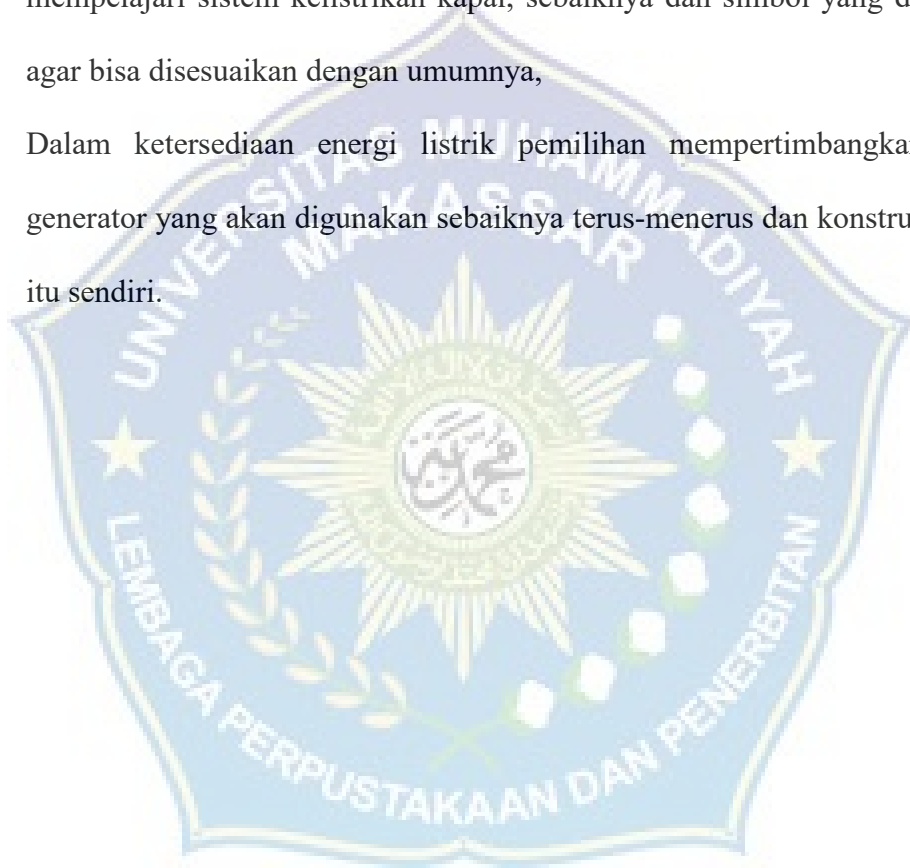 mempelajari sistem kelistrikan kapal, sebaiknya dan simbol yang d
agar bisa disesuaikan dengan umumnya,
Dalam ketersediaan energi listrik pemilihan mempertimbangka
generator yang akan digunakan sebaiknya terus-menerus dan konstru
itu sendiri.
UNIVERSITAS MUHAMMADIYAH
MAKASSAR
LEMBAGA PERPUSTAKAAN DAN PENERBITAN